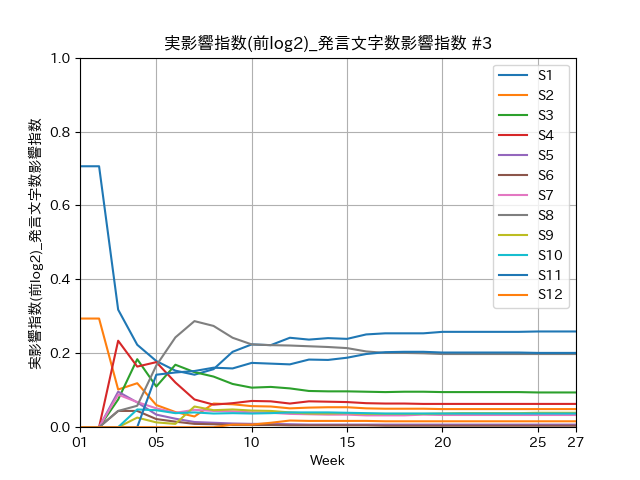 実影響指数(前log2)_発言文字数影響指数 #3
実影響指数(前log2)_発言文字数影響指数
1.0
0.8
0.6
0.4
0.2
0.0
01
05
10
15
20
25
27
Week
S1
S2
S3
S4
S5
S6
S7
S8
S9
S10
S11
S12